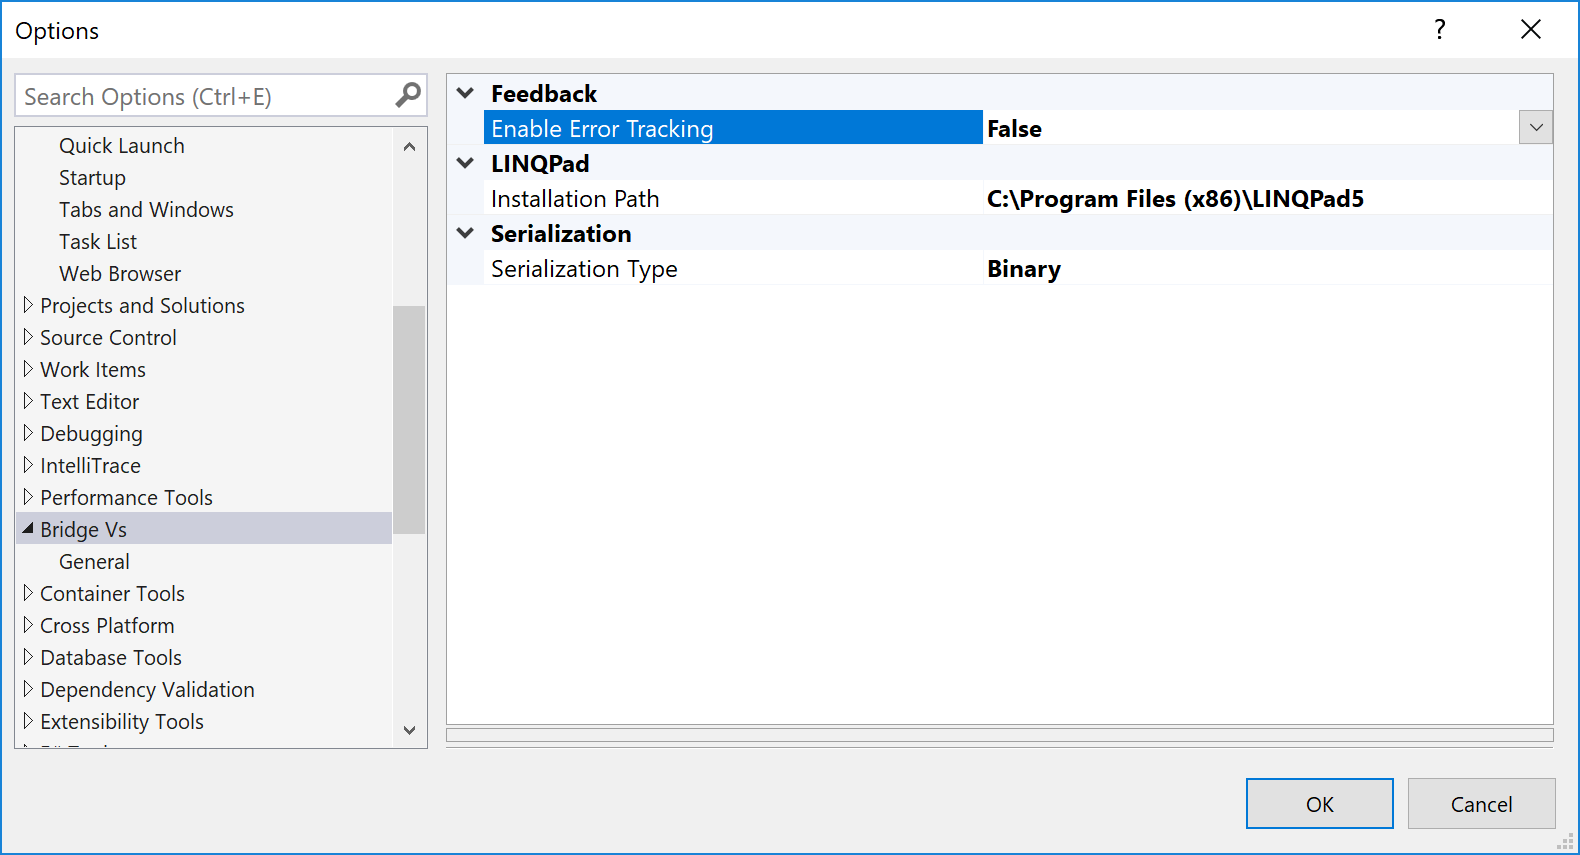 Options
?
Search Options (Ctrl+E)
Quick Launch
Startup
Tabs and Windows
Task List
Web Browser
Projects and Solutions
Source Control
Work Items
Text Editor
Debugging
IntelliTrace
Performance Tools
Bridge Vs
General
Container Tools
Cross Platform
Database Tools
Dependency Validation
Extensibility Tools
Feedback
Enable Error Tracking False
LINQPad
Installation Path C:\Program Files (x86)\LINQPad5
Serialization
Serialization Type Binary
OK
Cancel